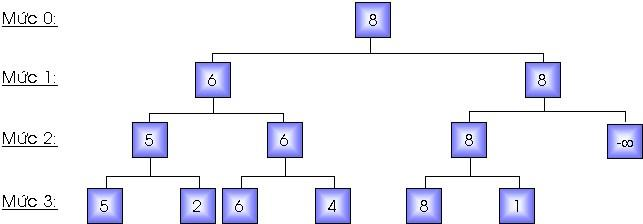 Mức 0: 8
Mức 1: 6 8
Mức 2: 5 6 8 -∞
Mức 3: 5 2 6 4 8 1